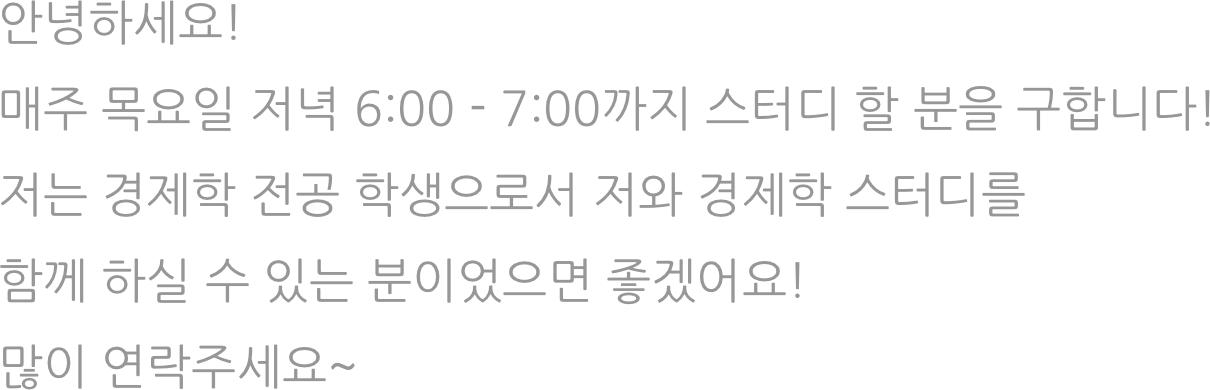 안녕하세요!
매주 목요일 저녁 6:00 - 7:00까지 스터디 할 분을 구합니다!
저는 경제학 전공 학생으로서 저와 경제학 스터디를
함께 하실 수 있는 분이었으면 좋겠어요!
많이 연락주세요~